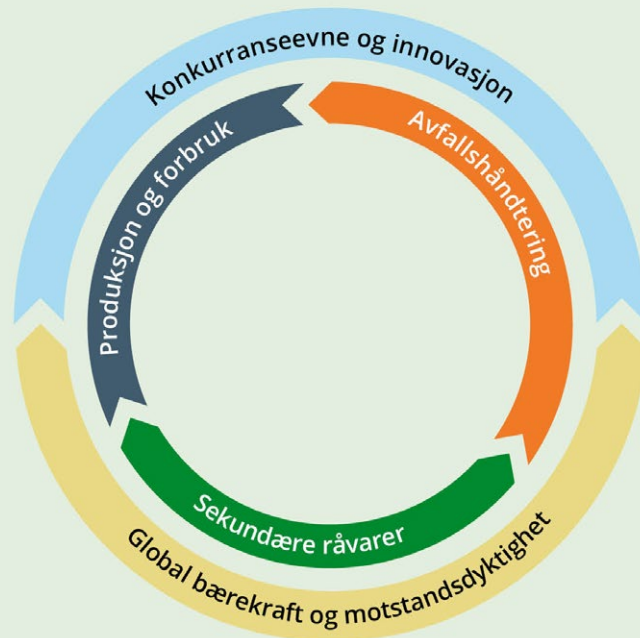 Konkurranseevne og innovasjon
Produksjon og forbruk
Avfallshåndtering
Sekundære råvarer
Global bærekraft og motstandsdyktighet